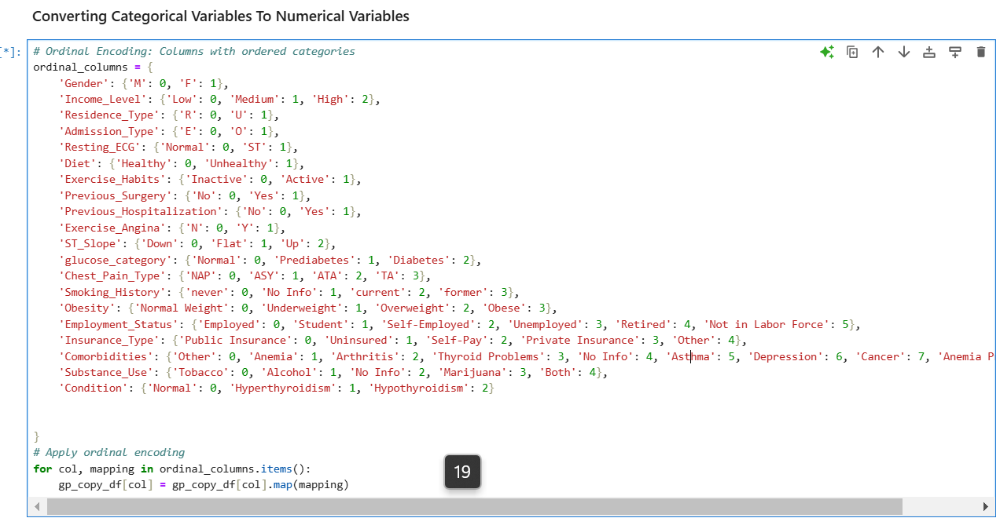 Converting Categorical Variables To Numerical Variables
[*]:
# Ordinal Encoding: Columns with ordered categories
ordinal_columns = {
    'Gender': {'M': 0, 'F': 1},
    'Income_Level': {'Low': 0, 'Medium': 1, 'High': 2},
    'Residence_Type': {'R': 0, 'U': 1},
    'Admission_Type': {'E': 0, 'O': 1},
    'Resting_ECG': {'Normal': 0, 'ST': 1},
    'Diet': {'Healthy': 0, 'Unhealthy': 1},
    'Exercise_Habits': {'Inactive': 0, 'Active': 1},
    'Previous_Surgery': {'No': 0, 'Yes': 1},
    'Previous_Hospitalization': {'No': 0, 'Yes': 1},
    'Exercise_Angina': {'N': 0, 'Y': 1},
    'ST_Slope': {'Down': 0, 'Flat': 1, 'Up': 2},
    'glucose_category': {'Normal': 0, 'Prediabetes': 1, 'Diabetes': 2},
    'Chest_Pain_Type': {'NAP': 0, 'ASY': 1, 'ATA': 2, 'TA': 3},
    'Smoking_History': {'never': 0, 'No Info': 1, 'current': 2, 'former': 3},
    'Obesity': {'Normal Weight': 0, 'Underweight': 1, 'Overweight': 2, 'Obese': 3},
    'Employment_Status': {'Employed': 0, 'Student': 1, 'Self-Employed': 2, 'Unemployed': 3, 'Retired': 4, 'Not in Labor Force': 5},
    'Insurance_Type': {'Public Insurance': 0, 'Uninsured': 1, 'Self-Pay': 2, 'Private Insurance': 3, 'Other': 4},
    'Comorbidities': {'Other': 0, 'Anemia': 1, 'Arthritis': 2, 'Thyroid Problems': 3, 'No Info': 4, 'Asthma': 5, 'Depression': 6, 'Cancer': 7, 'Anemia
    'Substance_Use': {'Tobacco': 0, 'Alcohol': 1, 'No Info': 2, 'Marijuana': 3, 'Both': 4},
    'Condition': {'Normal': 0, 'Hyperthyroidism': 1, 'Hypothyroidism': 2}
}
# Apply ordinal encoding
for col, mapping in ordinal_columns.items():
    gp_copy_df[col] = gp_copy_df[col].map(mapping)
19